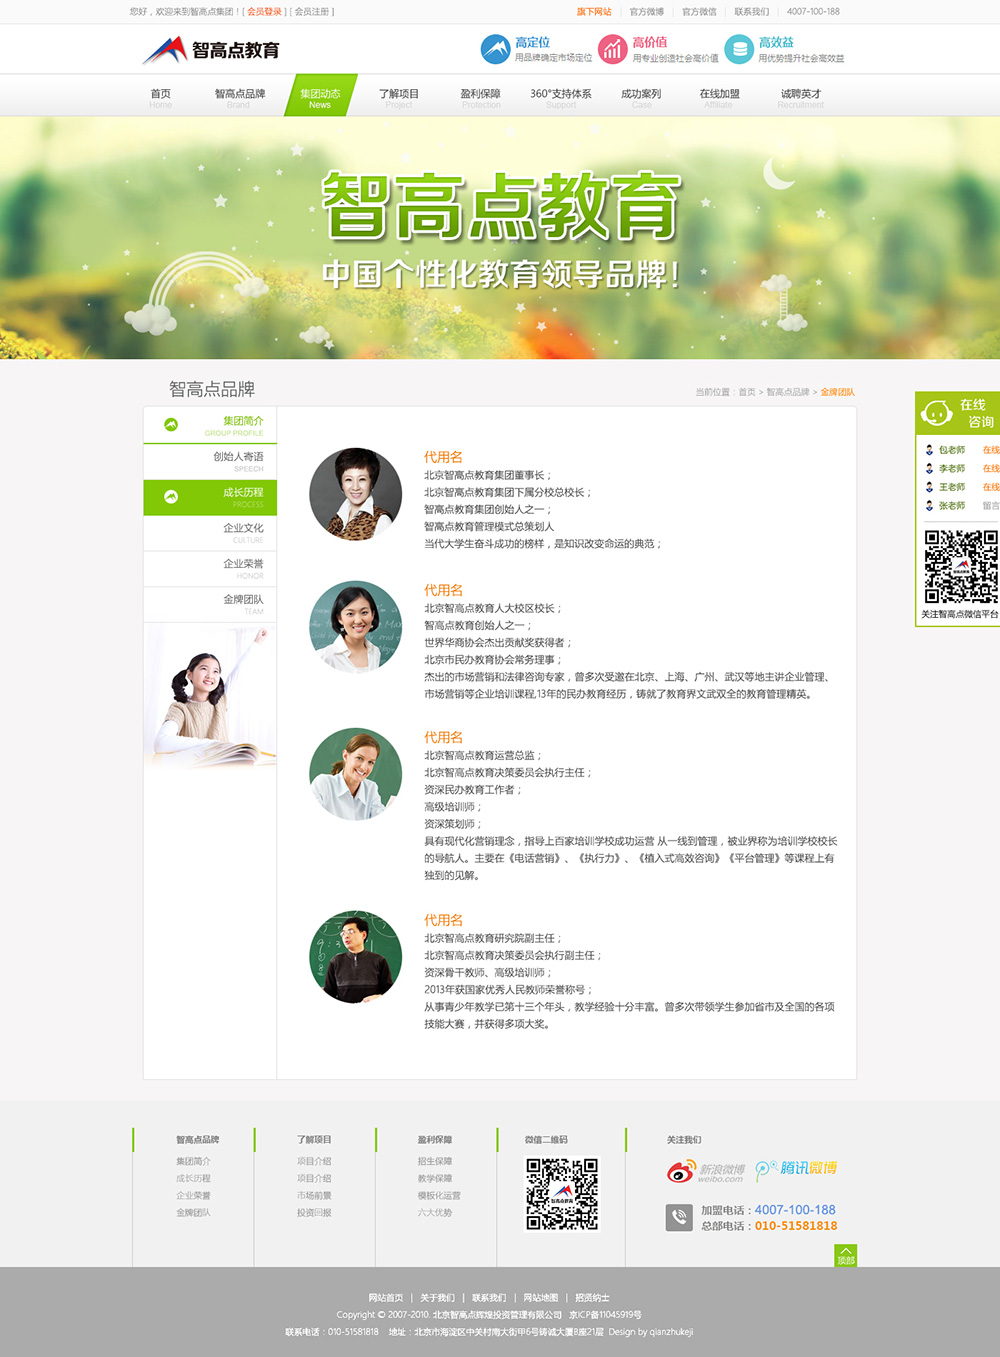 您好，欢迎来到智高点集团！[ 会员登录 ] [ 会员注册 ]
旗下网站 | 官方微博 | 官方微信 | 联系我们 | 4007-100-188
智高点教育
高定位
用品牌确定市场定位
高价值
用专业创造社会高价值
高效益
用优势提升社会高效益
首页 智高点品牌 集团动态 了解项目 盈利保障 360°支持体系 成功案列 在线加盟 诚聘英才
Home Brand News Project Protection Support Case Affiliate Recruitment
智高点教育
中国个性化教育领导品牌！
智高点品牌
当前位置：首页 > 智高点品牌 > 金牌团队
集团简介
GROUP PROFILE
创始人寄语
SPEECH
成长历程
PROCESS
企业文化
CULTURE
企业荣誉
HONOR
金牌团队
TEAM
代用名
北京智高点教育集团董事长；
北京智高点教育集团下属分校总校长；
智高点教育集团创始人之一；
智高点教育管理模式总策划人
当代大学生奋斗成功的榜样，是知识改变命运的典范；
代用名
北京智高点教育人大校区校长；
智高点教育创始人之一；
世界华商协会杰出贡献奖获得者；
北京市民办教育协会常务理事；
杰出的市场营销和法律咨询专家，曾多次受邀在北京、上海、广州、武汉等地主讲企业管理、
市场营销等企业培训课程,13年的民办教育经历，铸就了教育界文武双全的教育管理精英。
代用名
北京智高点教育运营总监；
北京智高点教育决策委员会执行主任；
资深民办教育工作者；
高级培训师；
资深策划师；
具有现代化营销理念，指导上百家培训学校成功运营 从一线到管理，被业界称为培训学校校长
的导航人。主要在《电话营销》、《执行力》、《植入式高效咨询》《平台管理》等课程上有
独到的见解。
代用名
北京智高点教育研究院副主任；
北京智高点教育决策委员会执行副主任；
资深骨干教师、高级培训师；
2013年获国家优秀人民教师荣誉称号；
从事青少年教学已第十三个年头，教学经验十分丰富。曾多次带领学生参加省市及全国的各项
技能大赛，并获得多项大奖。
在线
咨询
包老师 在线
李老师 在线
王老师 在线
张老师 留言
智高点教育
关注智高点微信平台
智高点品牌
集团简介
成长历程
企业荣誉
金牌团队
了解项目
项目介绍
项目介绍
市场前景
投资回报
盈利保障
招生保障
教学保障
模板化运营
六大优势
微信二维码
智高点教育
关注我们
新浪微博
weibo.com
腾讯微博
加盟电话：4007-100-188
总部电话：010-51581818
顶部
网站首页 | 关于我们 | 联系我们 | 网站地图 | 招贤纳士
Copyright © 2007-2010. 北京智高点辉煌投资管理有限公司 京ICP备11045919号
联系电话：010-51581818 地址：北京市海淀区中关村南大街甲6号铸诚大厦B座21层 Design by qianzhukeji